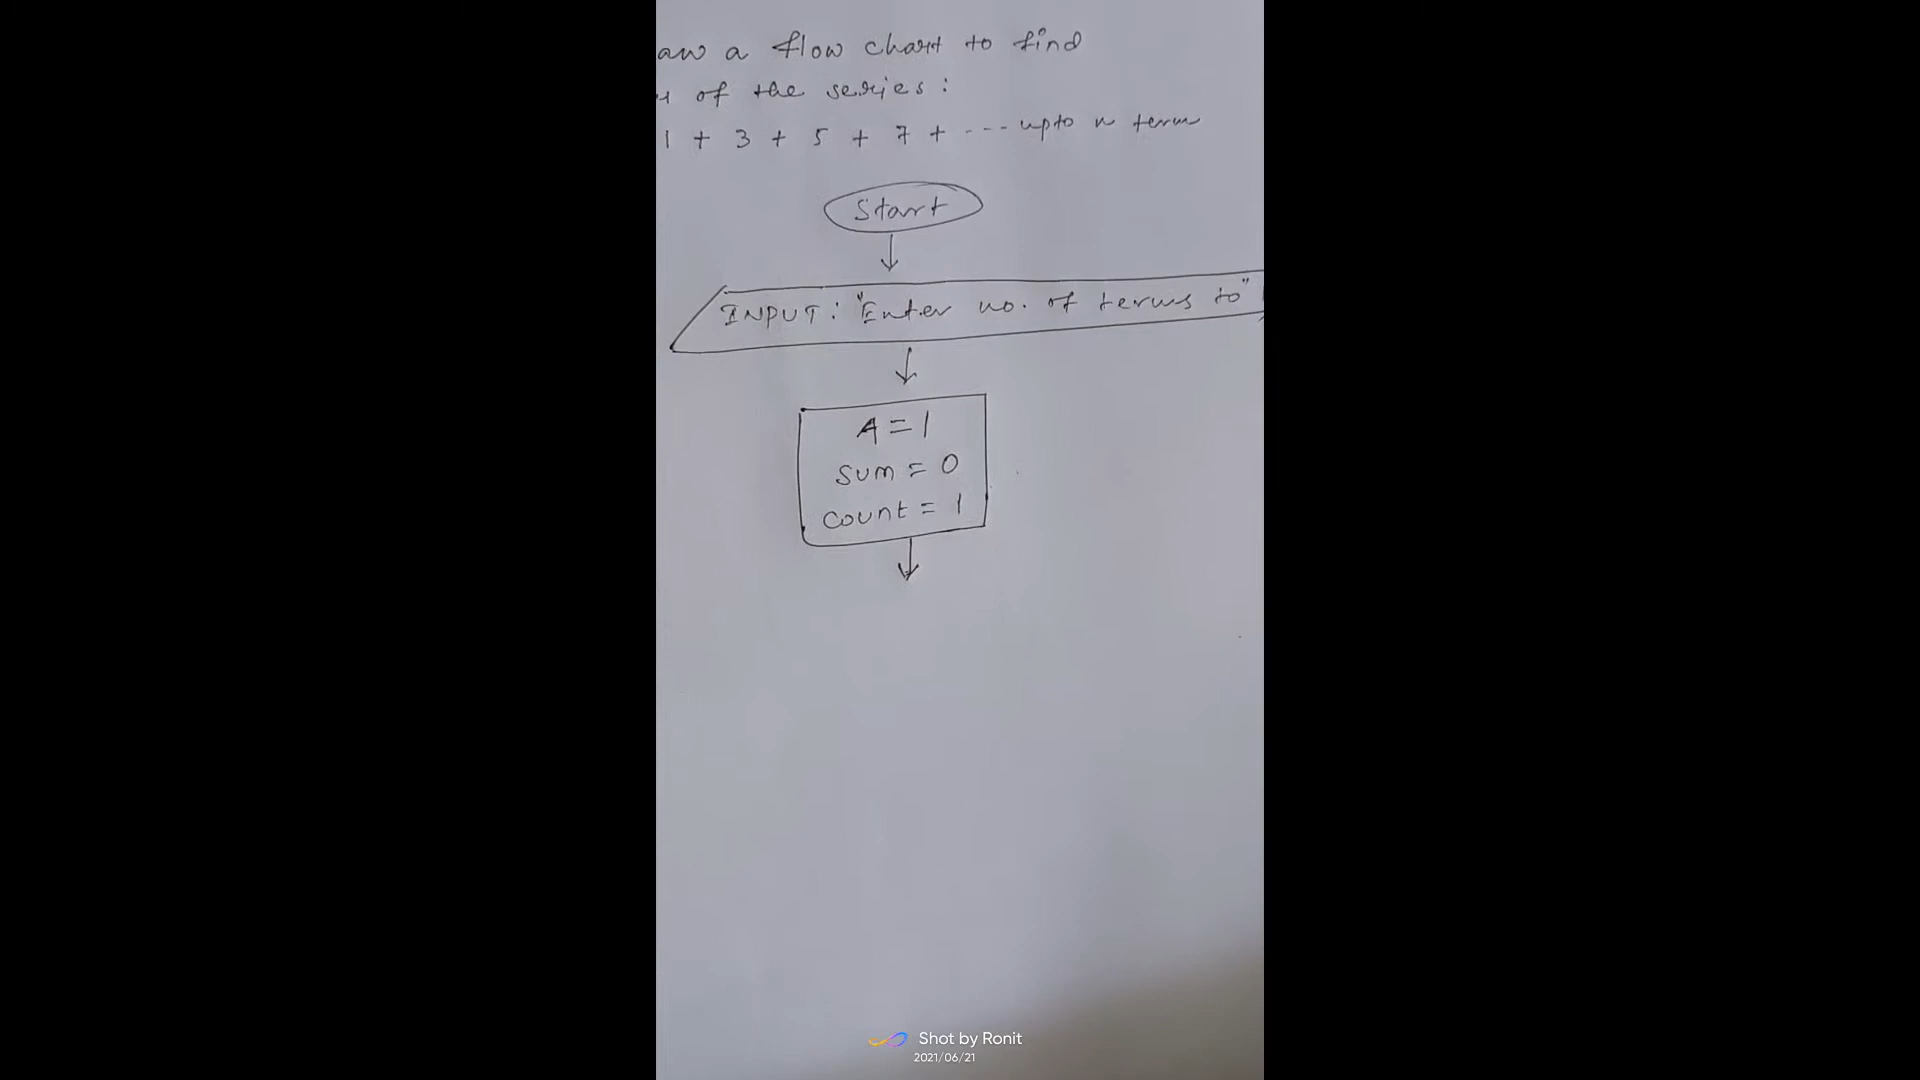 aw a flow chart to find
of the series:
1 + 3 + 5 + 7 + ---- upto n term
Start
INPUT: "Enter no. of terms to"
A = 1
sum = 0
count = 1
Shot by Ronit
2021/06/21